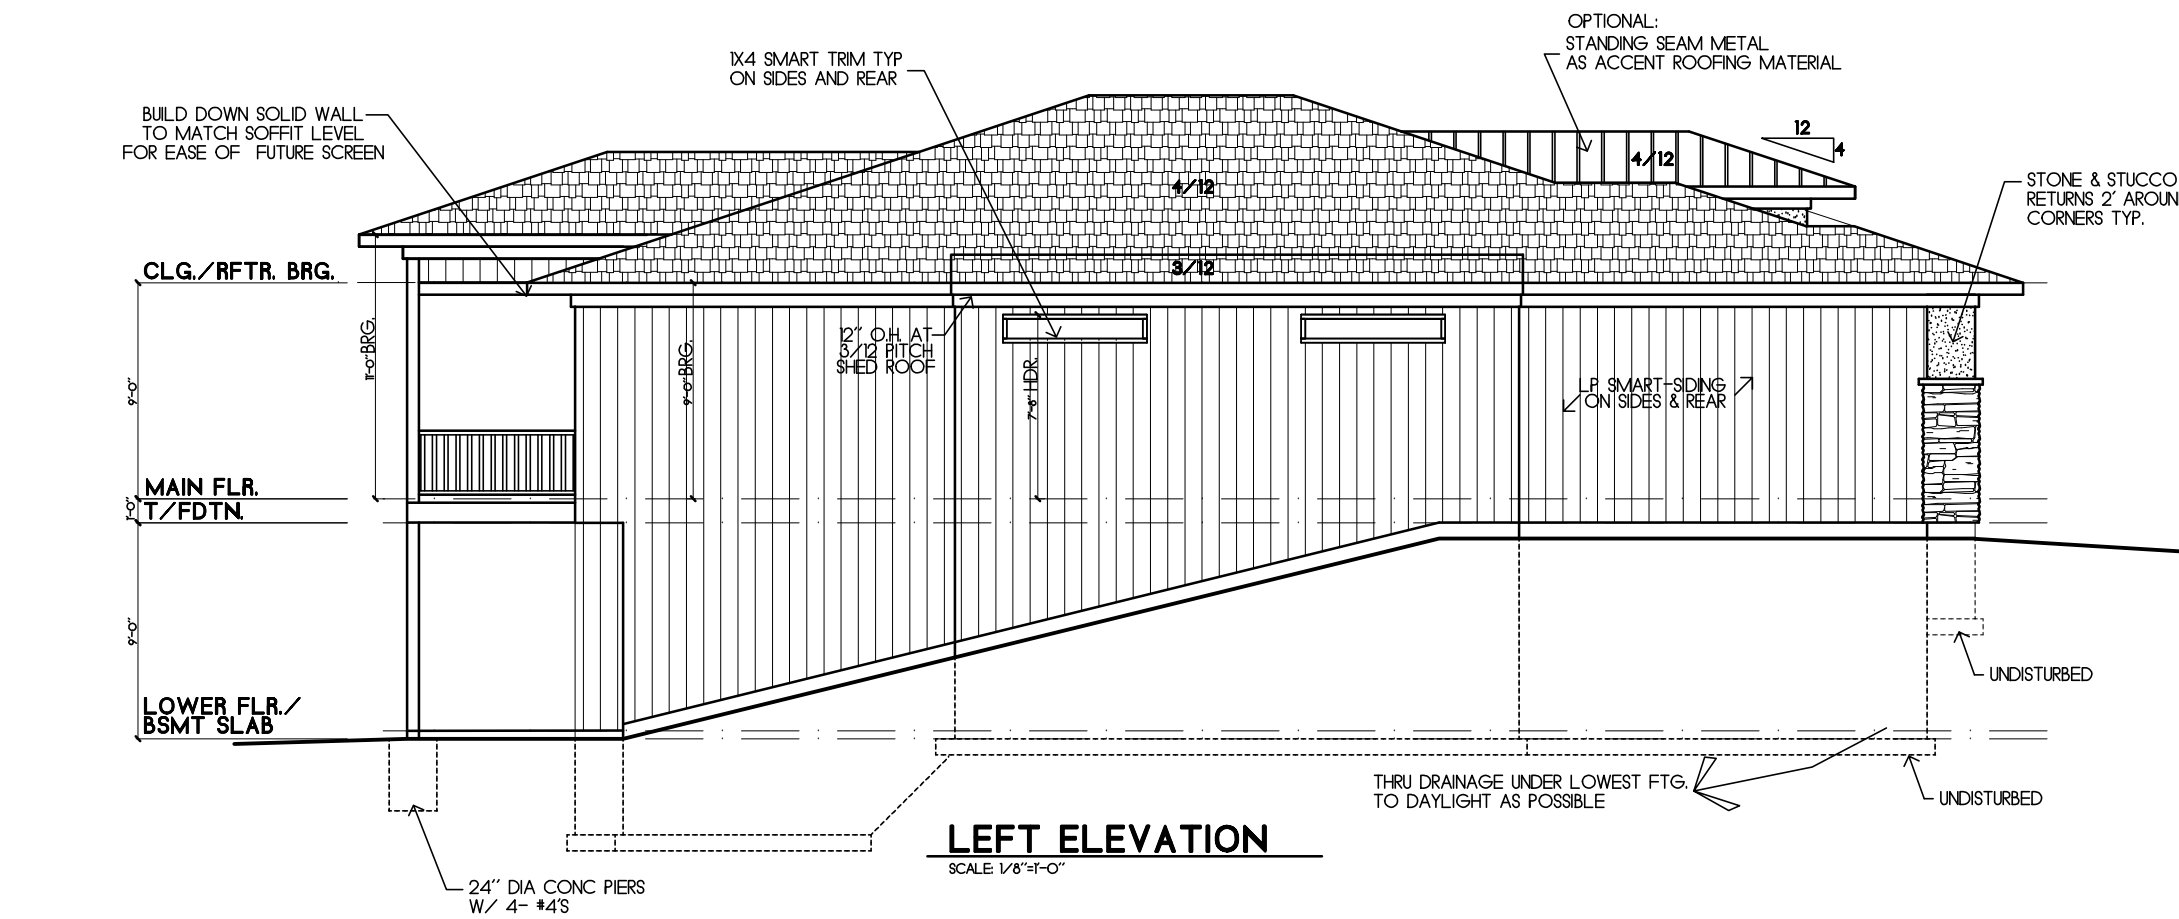 OPTIONAL:
STANDING SEAM METAL
AS ACCENT ROOFING MATERIAL
1X4 SMART TRIM TYP
ON SIDES AND REAR
BUILD DOWN SOLID WALL
TO MATCH SOFFIT LEVEL
FOR EASE OF FUTURE SCREEN
12
4
4/12
4/12
STONE & STUCCO
RETURNS 2' AROUN
CORNERS TYP.
3/12
CLG./RFTR. BRG.
11'-0" BRG.
9'-0" BRG.
12" O.H. AT
3/12 PITCH
SHED ROOF
7'-8" HDR.
9'-0"
LP SMART-SIDING
ON SIDES & REAR
MAIN FLR.
1'-0"
T/FDTN.
9'-0"
LOWER FLR./
BSMT SLAB
UNDISTURBED
THRU DRAINAGE UNDER LOWEST FTG.
TO DAYLIGHT AS POSSIBLE
UNDISTURBED
LEFT ELEVATION
SCALE: 1/8"=1'-0"
24" DIA CONC PIERS
W/ 4- #4'S